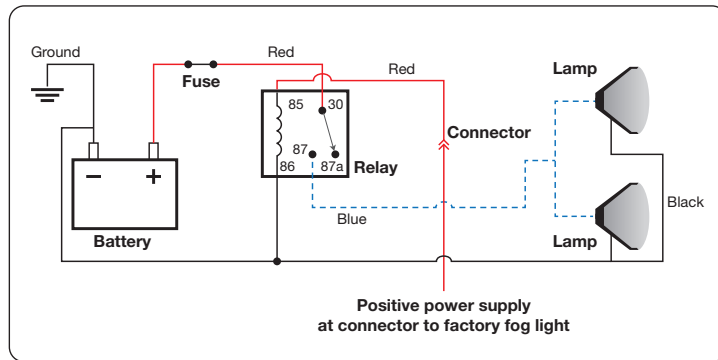 Ground
Red
Fuse
Red
Lamp
85
30
Connector
87
86
87a
Relay
−
+
Battery
Blue
Black
Lamp
Positive power supply
at connector to factory fog light